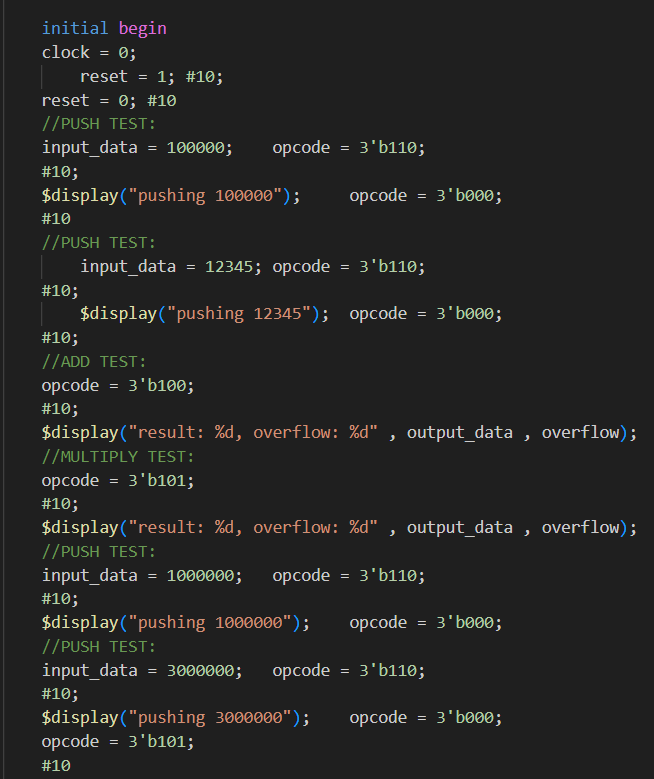 initial begin
clock = 0;
reset = 1; #10;
reset = 0; #10
//PUSH TEST:
input_data = 100000;    opcode = 3'b110;
#10;
$display("pushing 100000");     opcode = 3'b000;
#10
//PUSH TEST:
input_data = 12345; opcode = 3'b110;
#10;
$display("pushing 12345");  opcode = 3'b000;
#10;
//ADD TEST:
opcode = 3'b100;
#10;
$display("result: %d, overflow: %d" , output_data , overflow);
//MULTIPLY TEST:
opcode = 3'b101;
#10;
$display("result: %d, overflow: %d" , output_data , overflow);
//PUSH TEST:
input_data = 1000000;   opcode = 3'b110;
#10;
$display("pushing 1000000");    opcode = 3'b000;
//PUSH TEST:
input_data = 3000000;   opcode = 3'b110;
#10;
$display("pushing 3000000");    opcode = 3'b000;
opcode = 3'b101;
#10